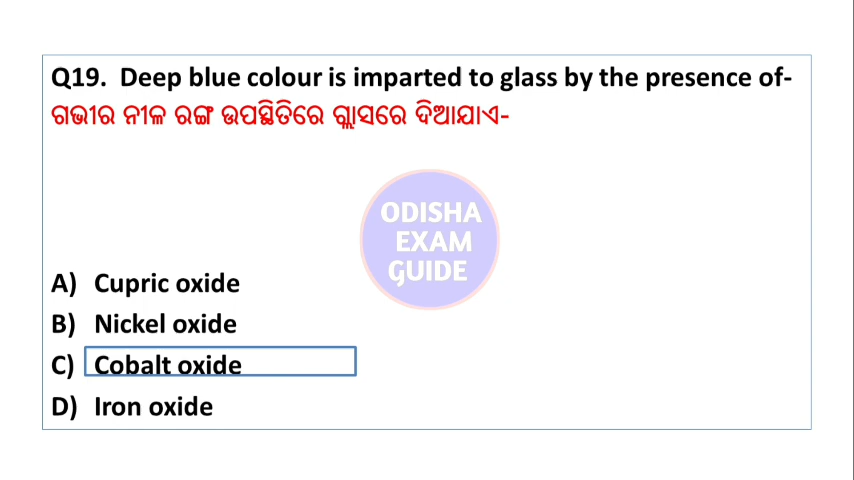 Q19. Deep blue colour is imparted to glass by the presence of-
ଗଭୀର ନୀଳ ରଙ୍ଗ ଉପସ୍ଥିତିରେ ଗ୍ଲାସରେ ଦିଆଯାଏ-
ODISHA
EXAM
GUIDE
A) Cupric oxide
B) Nickel oxide
C) Cobalt oxide
D) Iron oxide